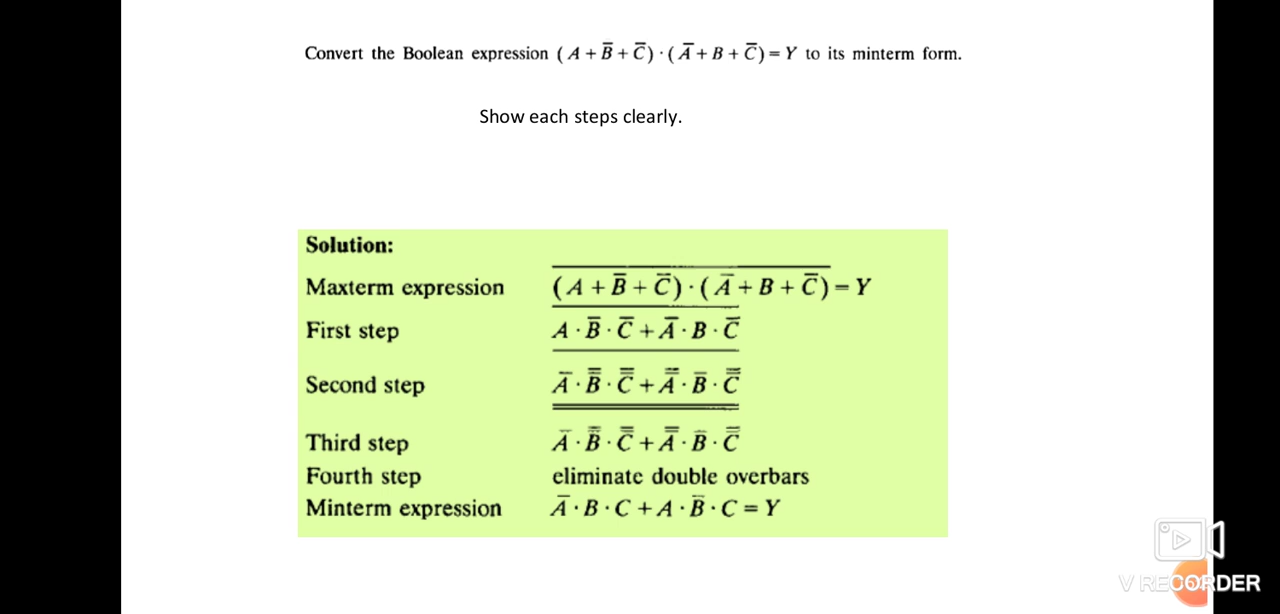 Convert the Boolean expression (A + B̅ + C̅) · (A̅ + B + C̅) = Y to its minterm form.
Show each steps clearly.
Solution:
Maxterm expression (A + B̅ + C̅) · (A̅ + B + C̅) = Y
First step A · B̅ · C̅ + A̅ · B · C̅
Second step A̅ · B̿ · C̿ + A̿ · B̅ · C̿
Third step A̅ · B̿ · C̿ + A̿ · B̅ · C̿
Fourth step eliminate double overbars
Minterm expression A̅ · B · C + A · B̅ · C = Y
V RECORDER